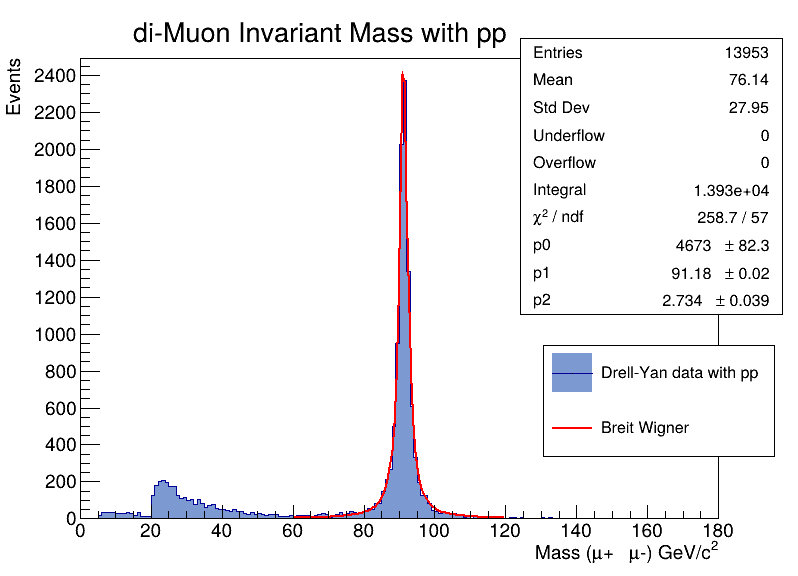 di-Muon Invariant Mass with pp
Events
2400
2200
2000
1800
1600
1400
1200
1000
800
600
400
200
0
0 20 40 60 80 100 120 140 160 180
Mass (μ+ μ-) GeV/c²
Entries 13953
Mean 76.14
Std Dev 27.95
Underflow 0
Overflow 0
Integral 1.393e+04
χ² / ndf 258.7 / 57
p0 4673 ± 82.3
p1 91.18 ± 0.02
p2 2.734 ± 0.039
Drell-Yan data with pp
Breit Wigner